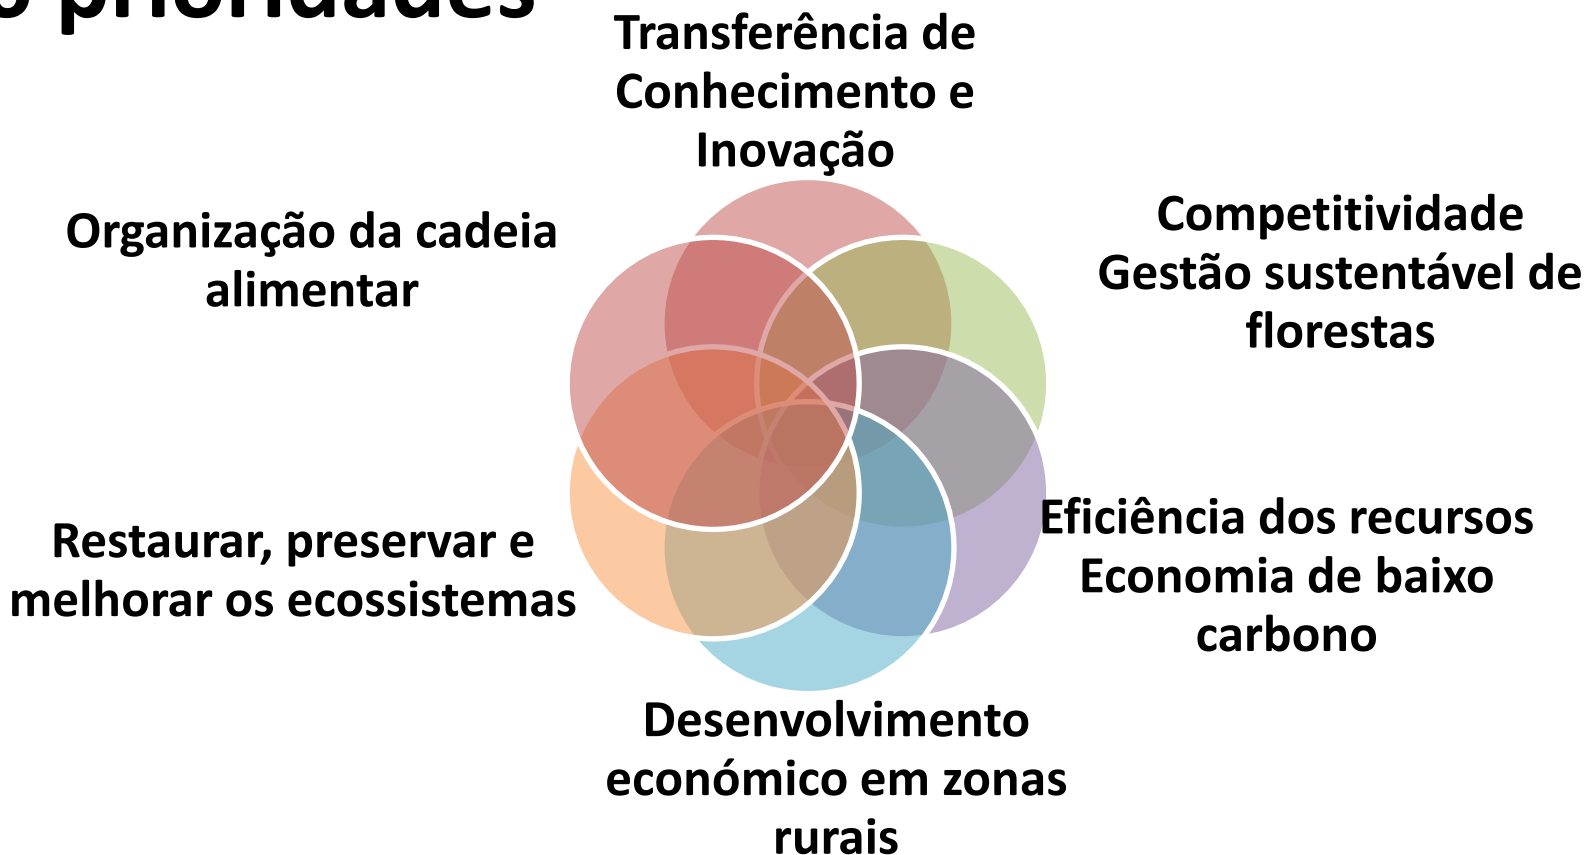 prioridades
Transferência de
Conhecimento e
Inovação
Competitividade
Gestão sustentável de
florestas
Eficiência dos recursos
Economia de baixo
carbono
Desenvolvimento
económico em zonas
rurais
Restaurar, preservar e
melhorar os ecossistemas
Organização da cadeia
alimentar